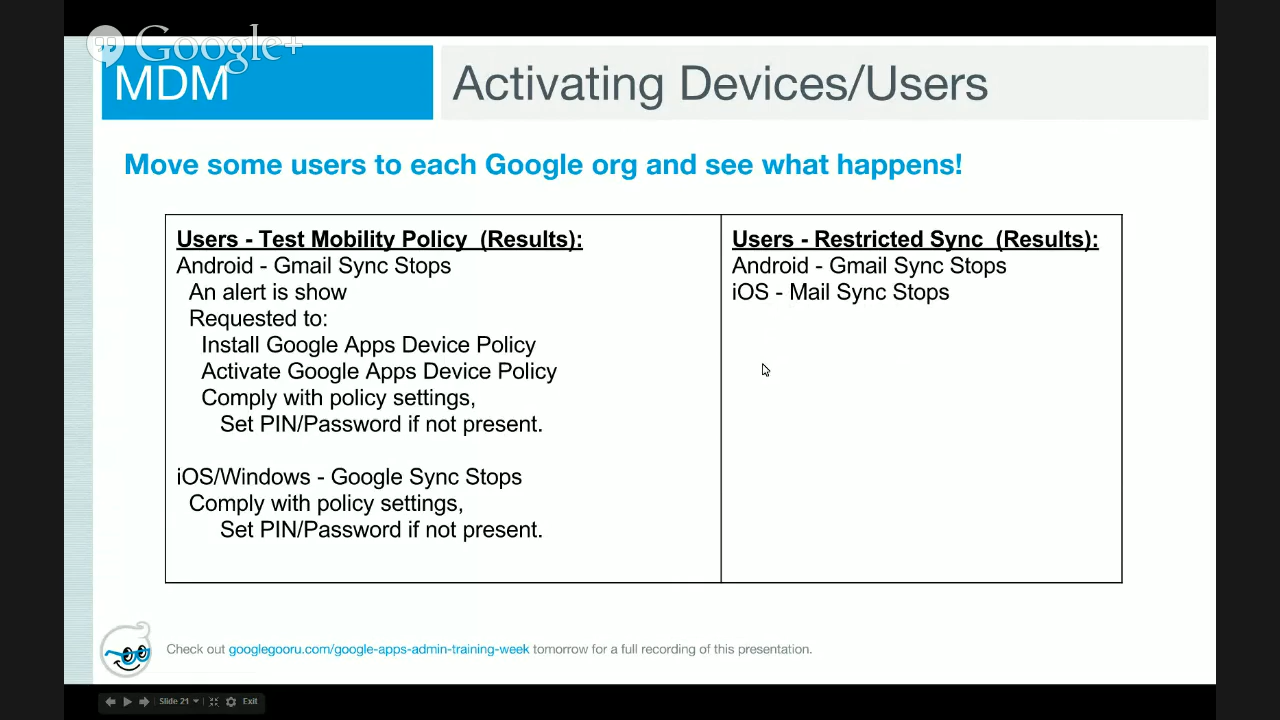 Google+
MDM
Activating Devices/Users
Move some users to each Google org and see what happens!
Users - Test Mobility Policy (Results):
Android - Gmail Sync Stops
An alert is show
Requested to:
Install Google Apps Device Policy
Activate Google Apps Device Policy
Comply with policy settings,
Set PIN/Password if not present.
iOS/Windows - Google Sync Stops
Comply with policy settings,
Set PIN/Password if not present.
Users - Restricted Sync (Results):
Android - Gmail Sync Stops
iOS - Mail Sync Stops
Check out googlegooru.com/google-apps-admin-training-week tomorrow for a full recording of this presentation.
Slide 21
Exit